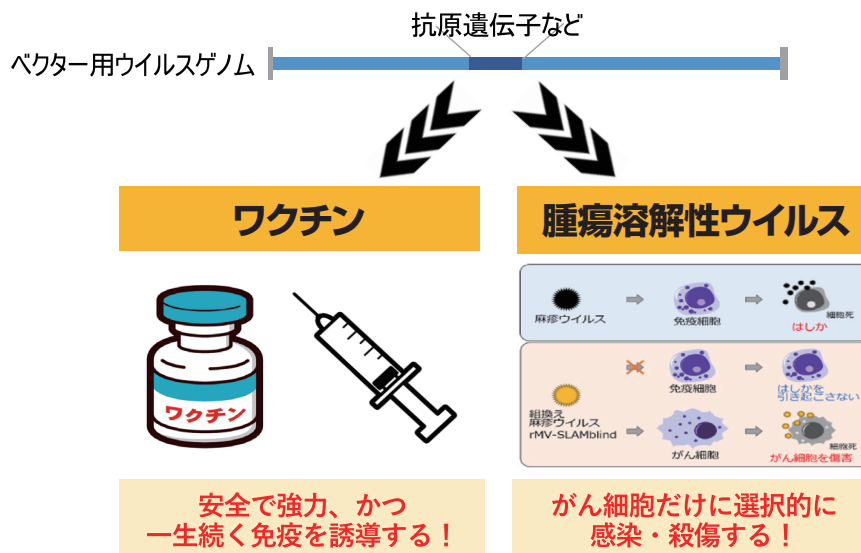 抗原遺伝子など
ベクター用ウイルスゲノム
ワクチン
ワクチン
安全で強力、かつ
一生続く免疫を誘導する！
腫瘍溶解性ウイルス
麻疹ウイルス
免疫細胞
細胞死
はしか
免疫細胞
はしかを
引き起こさない
組換え
麻疹ウイルス
rMV-SLAMblind
がん細胞
細胞死
がん細胞を傷害
がん細胞だけに選択的に
感染・殺傷する！